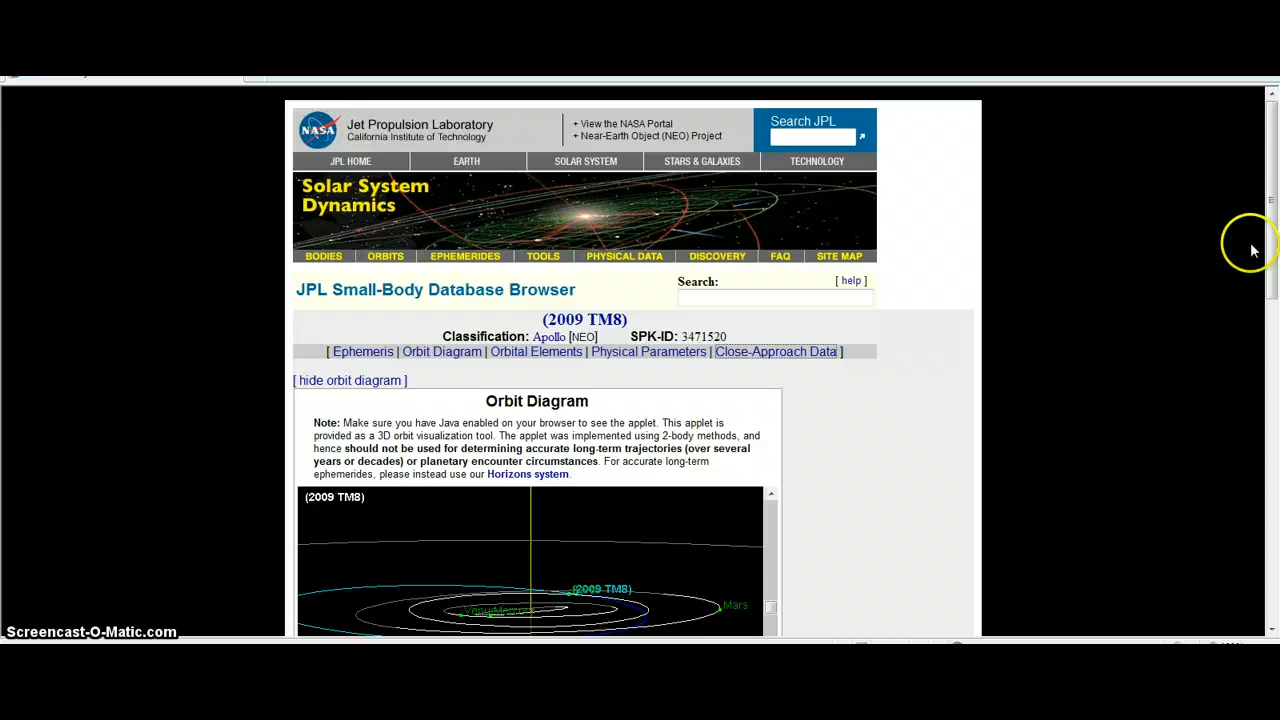 NASA
Jet Propulsion Laboratory
California Institute of Technology
+ View the NASA Portal
+ Near-Earth Object (NEO) Project
Search JPL
JPL HOME EARTH SOLAR SYSTEM STARS & GALAXIES TECHNOLOGY
Solar System
Dynamics
BODIES ORBITS EPHEMERIDES TOOLS PHYSICAL DATA DISCOVERY FAQ SITE MAP
JPL Small-Body Database Browser
Search: [ help ]
(2009 TM8)
Classification: Apollo [NEO] SPK-ID: 3471520
[ Ephemeris | Orbit Diagram | Orbital Elements | Physical Parameters | Close-Approach Data ]
[ hide orbit diagram ]
Orbit Diagram
Note: Make sure you have Java enabled on your browser to see the applet. This applet is
provided as a 3D orbit visualization tool. The applet was implemented using 2-body methods, and
hence should not be used for determining accurate long-term trajectories (over several
years or decades) or planetary encounter circumstances. For accurate long-term
ephemerides, please instead use our Horizons system.
(2009 TM8)
(2009 TM8)
Mars
Screencast-O-Matic.com